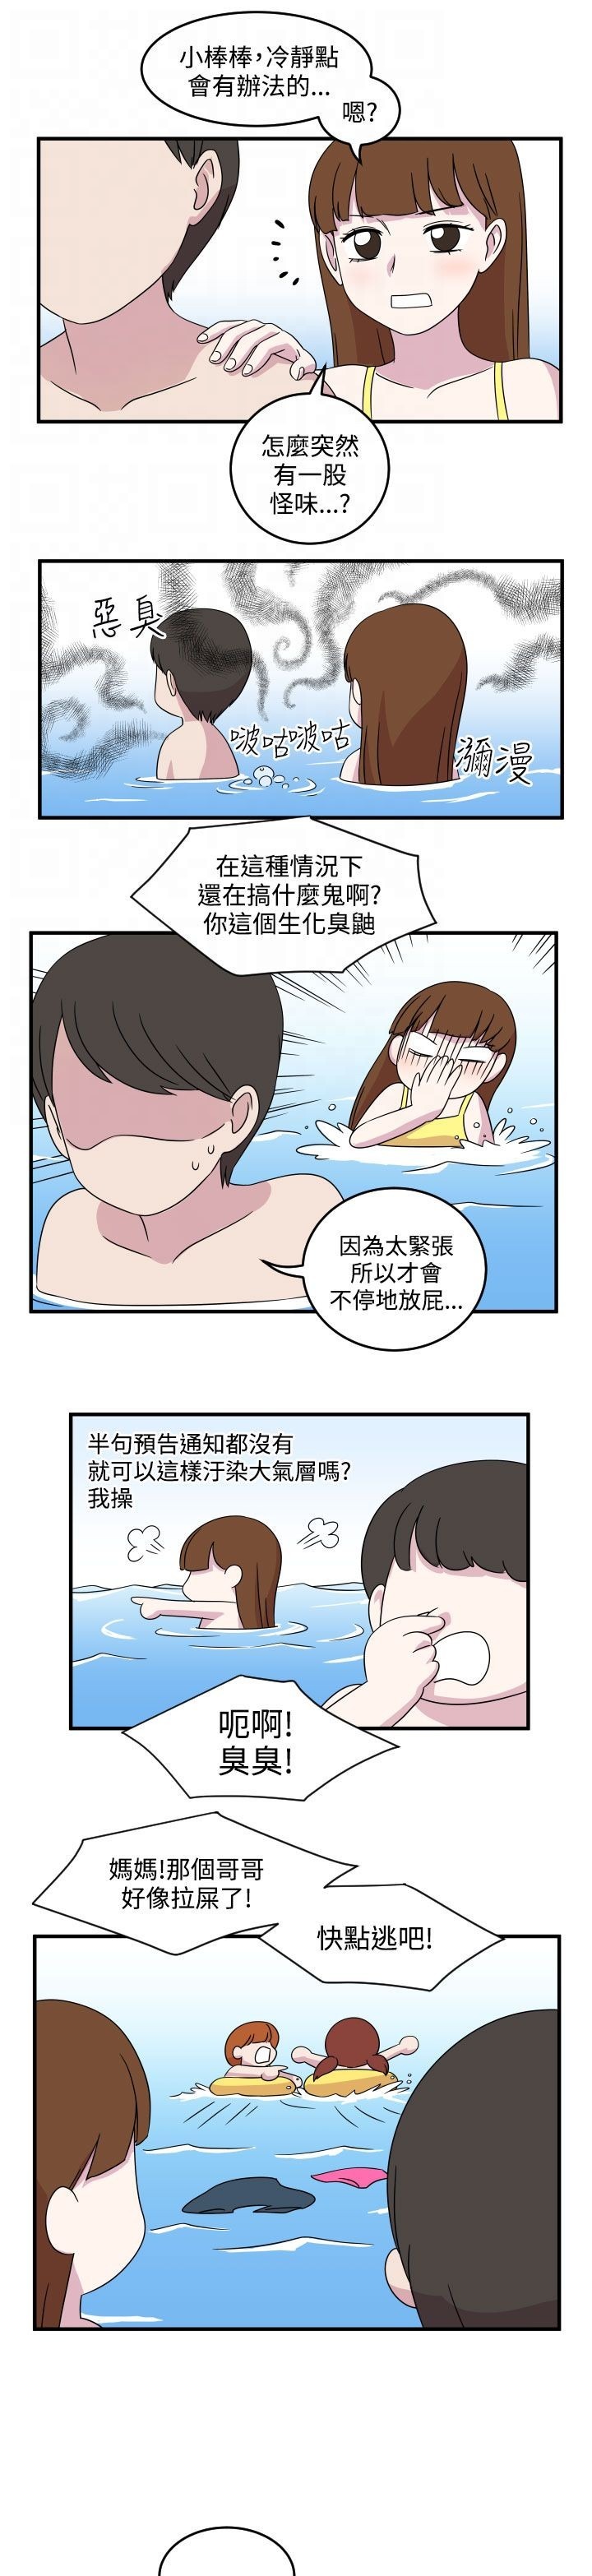 小棒棒，冷靜點
會有辦法的...
嗯?
怎麼突然
有一股
怪味...?
惡臭
啵咕啵咕
瀰漫
在這種情況下
還在搞什麼鬼啊?
你這個生化臭鼬
因為太緊張
所以才會
不停地放屁...
半句預告通知都沒有
就可以這樣汙染大氣層嗎?
我操
呃啊!
臭臭!
媽媽!那個哥哥
好像拉屎了!
快點逃吧!